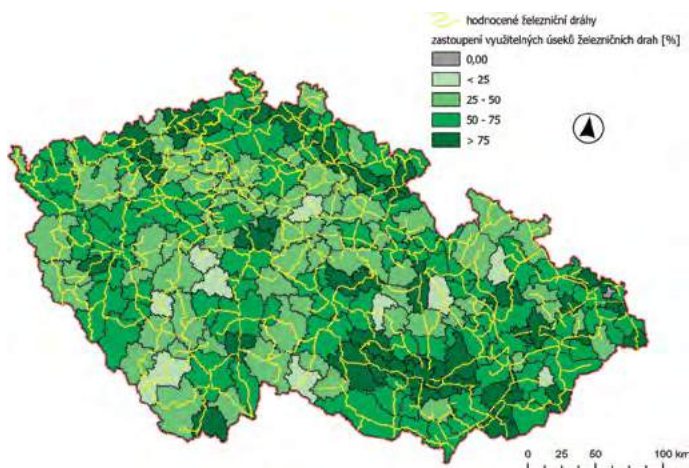 hodnocené železniční dráhy
zastoupení využitelných úseků železničních drah [%]
0,00
< 25
25 - 50
50 - 75
> 75
0 25 50 100 km